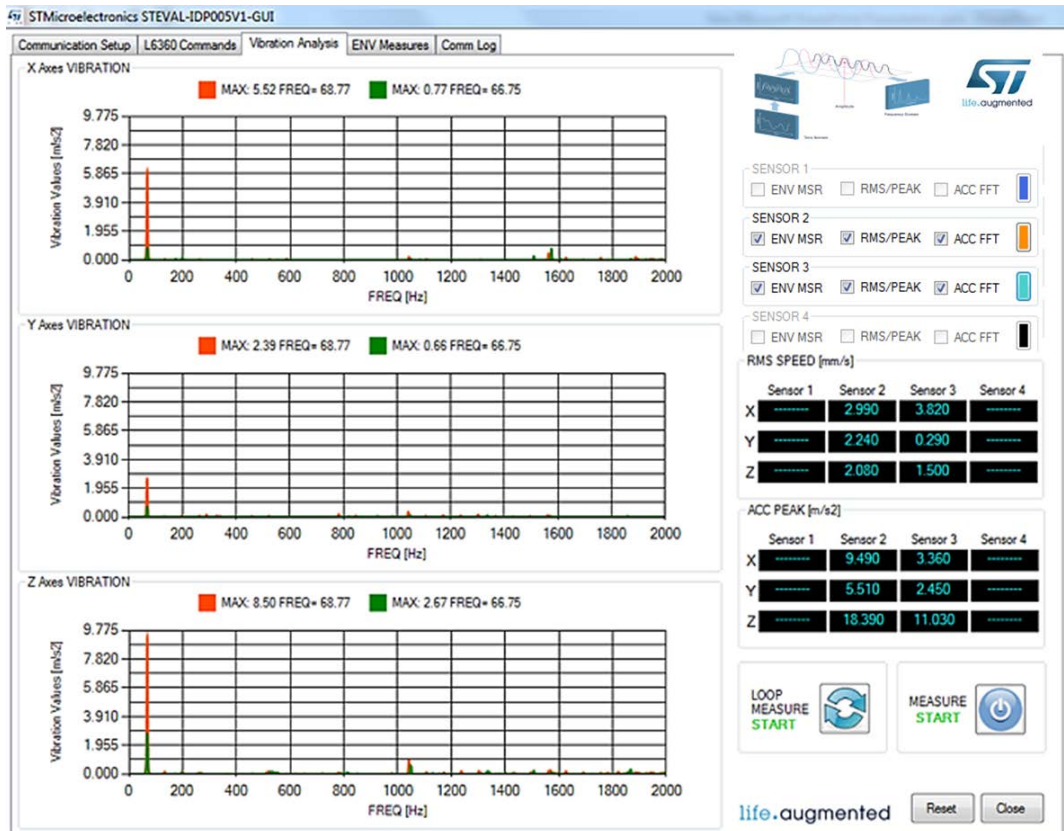 STMicroelectronics STEVAL-IDP005V1-GUI
Communication Setup L6360 Commands Vibration Analysis ENV Measures Comm Log
X Axes VIBRATION
MAX: 5.52 FREQ= 68.77 MAX: 0.77 FREQ= 66.75
Vibration Values [m/s2]
9.775
7.820
5.865
3.910
1.955
0.000
0 200 400 600 800 1000 1200 1400 1600 1800 2000
FREQ [Hz]
Y Axes VIBRATION
MAX: 2.39 FREQ= 68.77 MAX: 0.66 FREQ= 66.75
Vibration Values [m/s2]
9.775
7.820
5.865
3.910
1.955
0.000
0 200 400 600 800 1000 1200 1400 1600 1800 2000
FREQ [Hz]
Z Axes VIBRATION
MAX: 8.50 FREQ= 68.77 MAX: 2.67 FREQ= 66.75
Vibration Values [m/s2]
9.775
7.820
5.865
3.910
1.955
0.000
0 200 400 600 800 1000 1200 1400 1600 1800 2000
FREQ [Hz]
Amplitude
Frequency Domain
Time Domain
ST
life.augmented
SENSOR 1
ENV MSR RMS/PEAK ACC FFT
SENSOR 2
ENV MSR RMS/PEAK ACC FFT
SENSOR 3
ENV MSR RMS/PEAK ACC FFT
SENSOR 4
ENV MSR RMS/PEAK ACC FFT
RMS SPEED [mm/s]
Sensor 1 Sensor 2 Sensor 3 Sensor 4
X -------- 2.990 3.820 --------
Y -------- 2.240 0.290 --------
Z -------- 2.080 1.500 --------
ACC PEAK [m/s2]
Sensor 1 Sensor 2 Sensor 3 Sensor 4
X -------- 9.490 3.360 --------
Y -------- 5.510 2.450 --------
Z -------- 18.390 11.030 --------
LOOP
MEASURE
START
MEASURE
START
life.augmented
Reset Close